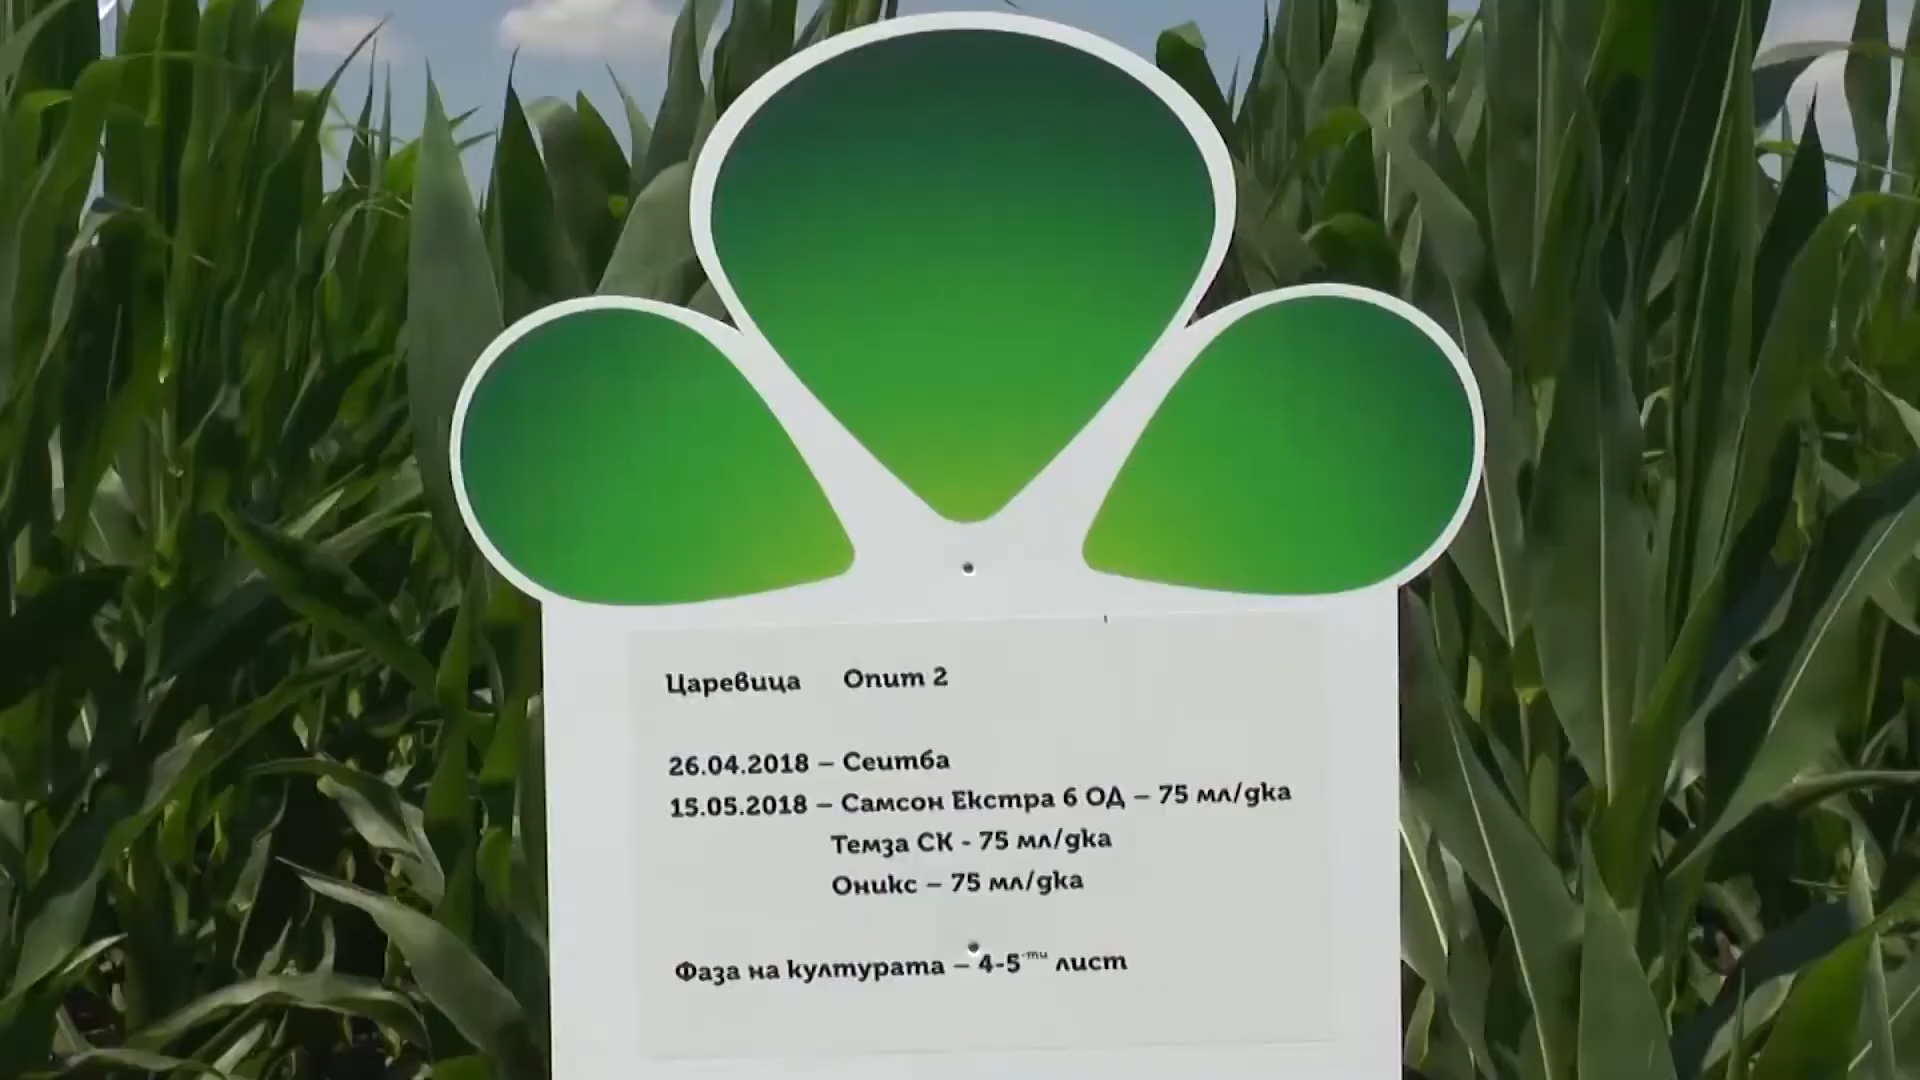 Царевица Опит 2
26.04.2018 – Сеитба
15.05.2018 – Самсон Екстра 6 ОД – 75 мл/дка
Темза СК - 75 мл/дка
Оникс – 75 мл/дка
Фаза на културата – 4-5-ти лист